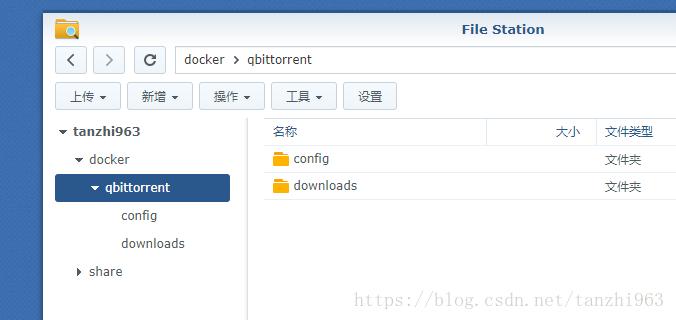 File Station
docker > qbittorrent
上传 新增 操作 工具 设置
tanzhi963
docker
qbittorrent
config
downloads
share
名称 大小 文件类型
config 文件夹
downloads 文件夹
https://blog.csdn.net/tanzhi963